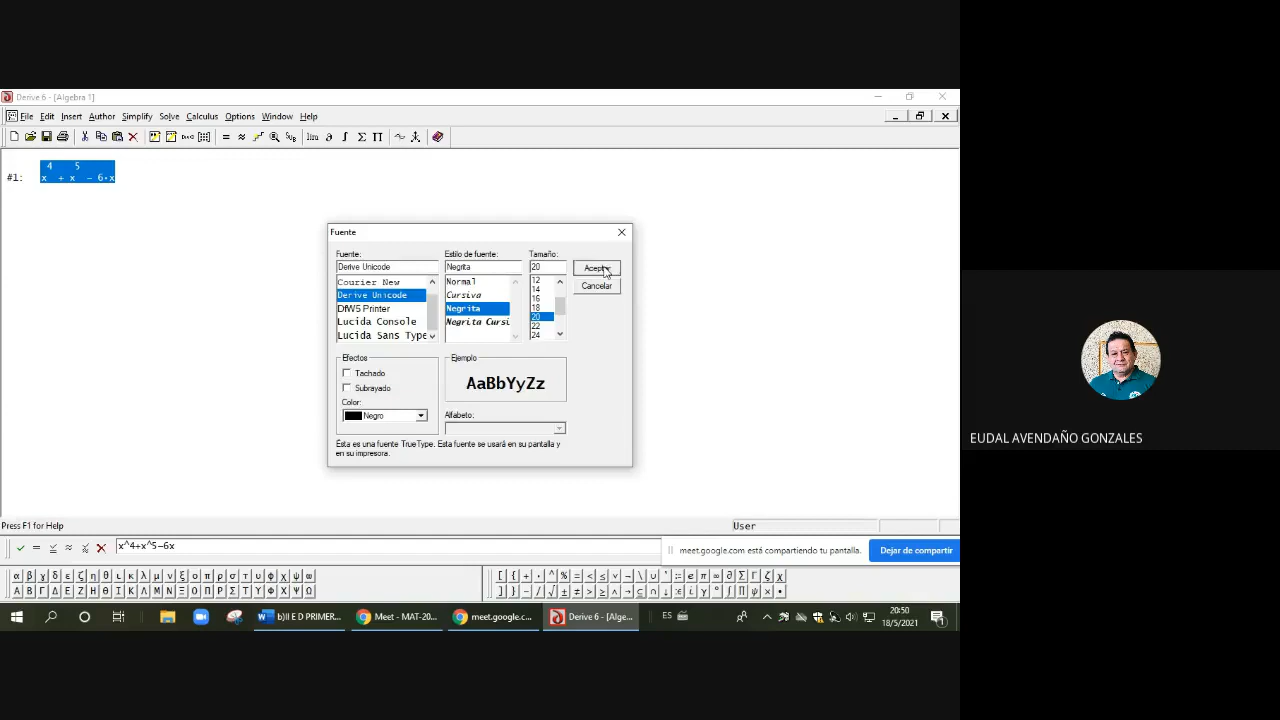 Derive 6 - [Algebra 1]
File Edit Insert Author Simplify Solve Calculus Options Window Help
lim ∂ ∫ Σ Π
4 5
#1: x + x - 6·x
Fuente
Fuente: Estilo de fuente: Tamaño:
Derive Unicode Negrita 20 Aceptar
Courier New Normal 12
Derive Unicode Cursiva 14 Cancelar
DfW5 Printer Negrita 16
Lucida Console Negrita Cursi 18
Lucida Sans Type 20
22
24
Efectos Ejemplo
Tachado
Subrayado AaBbYyZz
Color:
Negro Alfabeto:
Ésta es una fuente TrueType. Esta fuente se usará en su pantalla y
en su impresora.
EUDAL AVENDAÑO GONZALES
Press F1 for Help User
x^4+x^5-6x
meet.google.com está compartiendo tu pantalla. Dejar de compartir
α β γ δ ε ζ η θ ι κ λ μ ν ξ ο π ρ σ τ υ φ χ ψ ω
Α Β Γ Δ Ε Ζ Η Θ Ι Κ Λ Μ Ν Ξ Ο Π Ρ Σ Τ Υ Φ Χ Ψ Ω
b)II E D PRIMER... Meet - MAT-20... meet.google.c... Derive 6 - [Alge... ES 20:50
18/5/2021
1